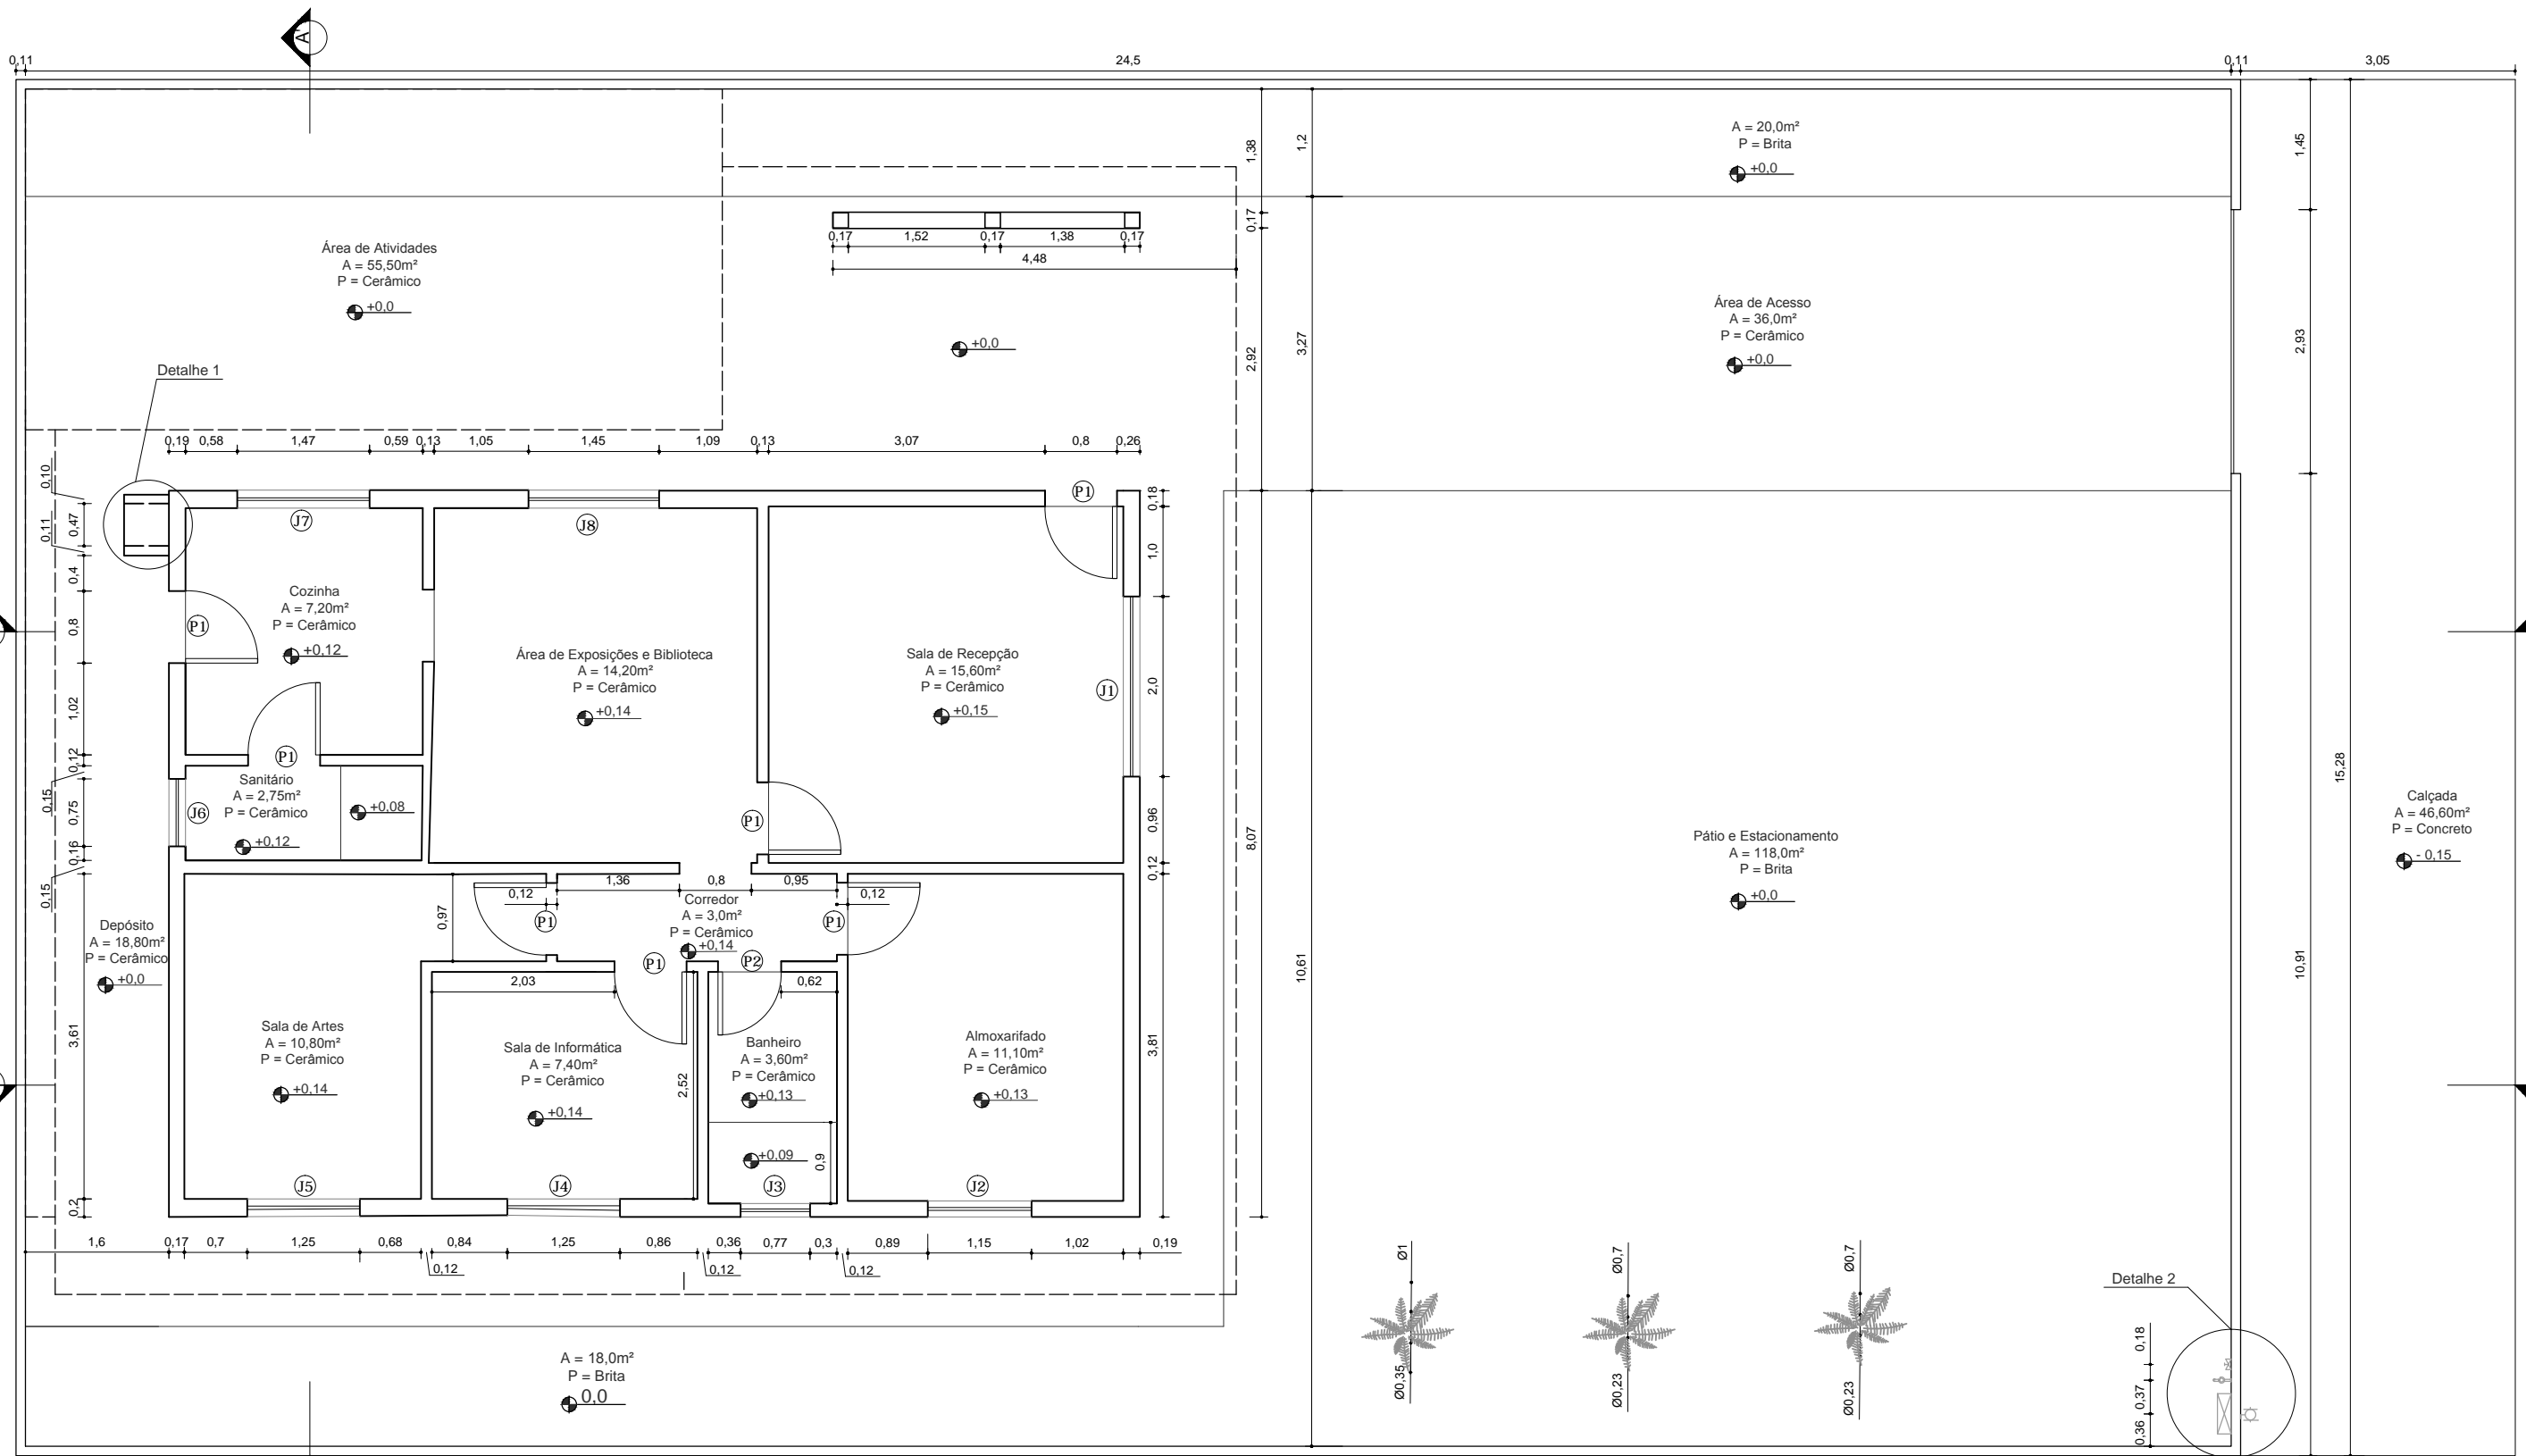 A'
0,11
24,5
0,11
3,05
A = 20,0m²
P = Brita
+0,0
1,38
1,2
1,45
0,17
0,17
1,52
0,17
1,38
0,17
4,48
Área de Atividades
A = 55,50m²
P = Cerâmico
+0,0
Área de Acesso
A = 36,0m²
P = Cerâmico
+0,0
+0,0
2,92
3,27
2,93
Detalhe 1
0,19
0,58
1,47
0,59
0,13
1,05
1,45
1,09
0,13
3,07
0,8
0,26
0,10
0,47
0,11
0,4
0,8
1,02
0,12
0,15
0,75
0,16
0,15
3,61
0,2
J7
J8
P1
0,18
1,0
2,0
0,96
0,12
3,81
Cozinha
A = 7,20m²
P = Cerâmico
+0,12
P1
Área de Exposições e Biblioteca
A = 14,20m²
P = Cerâmico
+0,14
Sala de Recepção
A = 15,60m²
P = Cerâmico
+0,15
J1
P1
Sanitário
A = 2,75m²
P = Cerâmico
+0,12
+0,08
J6
P1
8,07
10,61
15,28
10,91
Pátio e Estacionamento
A = 118,0m²
P = Brita
+0,0
Calçada
A = 46,60m²
P = Concreto
- 0,15
0,12
1,36
0,8
0,95
0,12
0,97
P1
Corredor
A = 3,0m²
P = Cerâmico
+0,14
P1
P1
P2
Depósito
A = 18,80m²
P = Cerâmico
+0,0
2,03
0,62
Sala de Artes
A = 10,80m²
P = Cerâmico
+0,14
Sala de Informática
A = 7,40m²
P = Cerâmico
+0,14
2,52
Banheiro
A = 3,60m²
P = Cerâmico
+0,13
+0,09
0,9
Almoxarifado
A = 11,10m²
P = Cerâmico
+0,13
J5
J4
J3
J2
1,6
0,17
0,7
1,25
0,68
0,84
1,25
0,86
0,36
0,77
0,3
0,89
1,15
1,02
0,19
0,12
0,12
0,12
Ø1
Ø0,7
Ø0,7
Ø0,35
Ø0,23
Ø0,23
Detalhe 2
0,18
0,37
0,36
A = 18,0m²
P = Brita
0,0